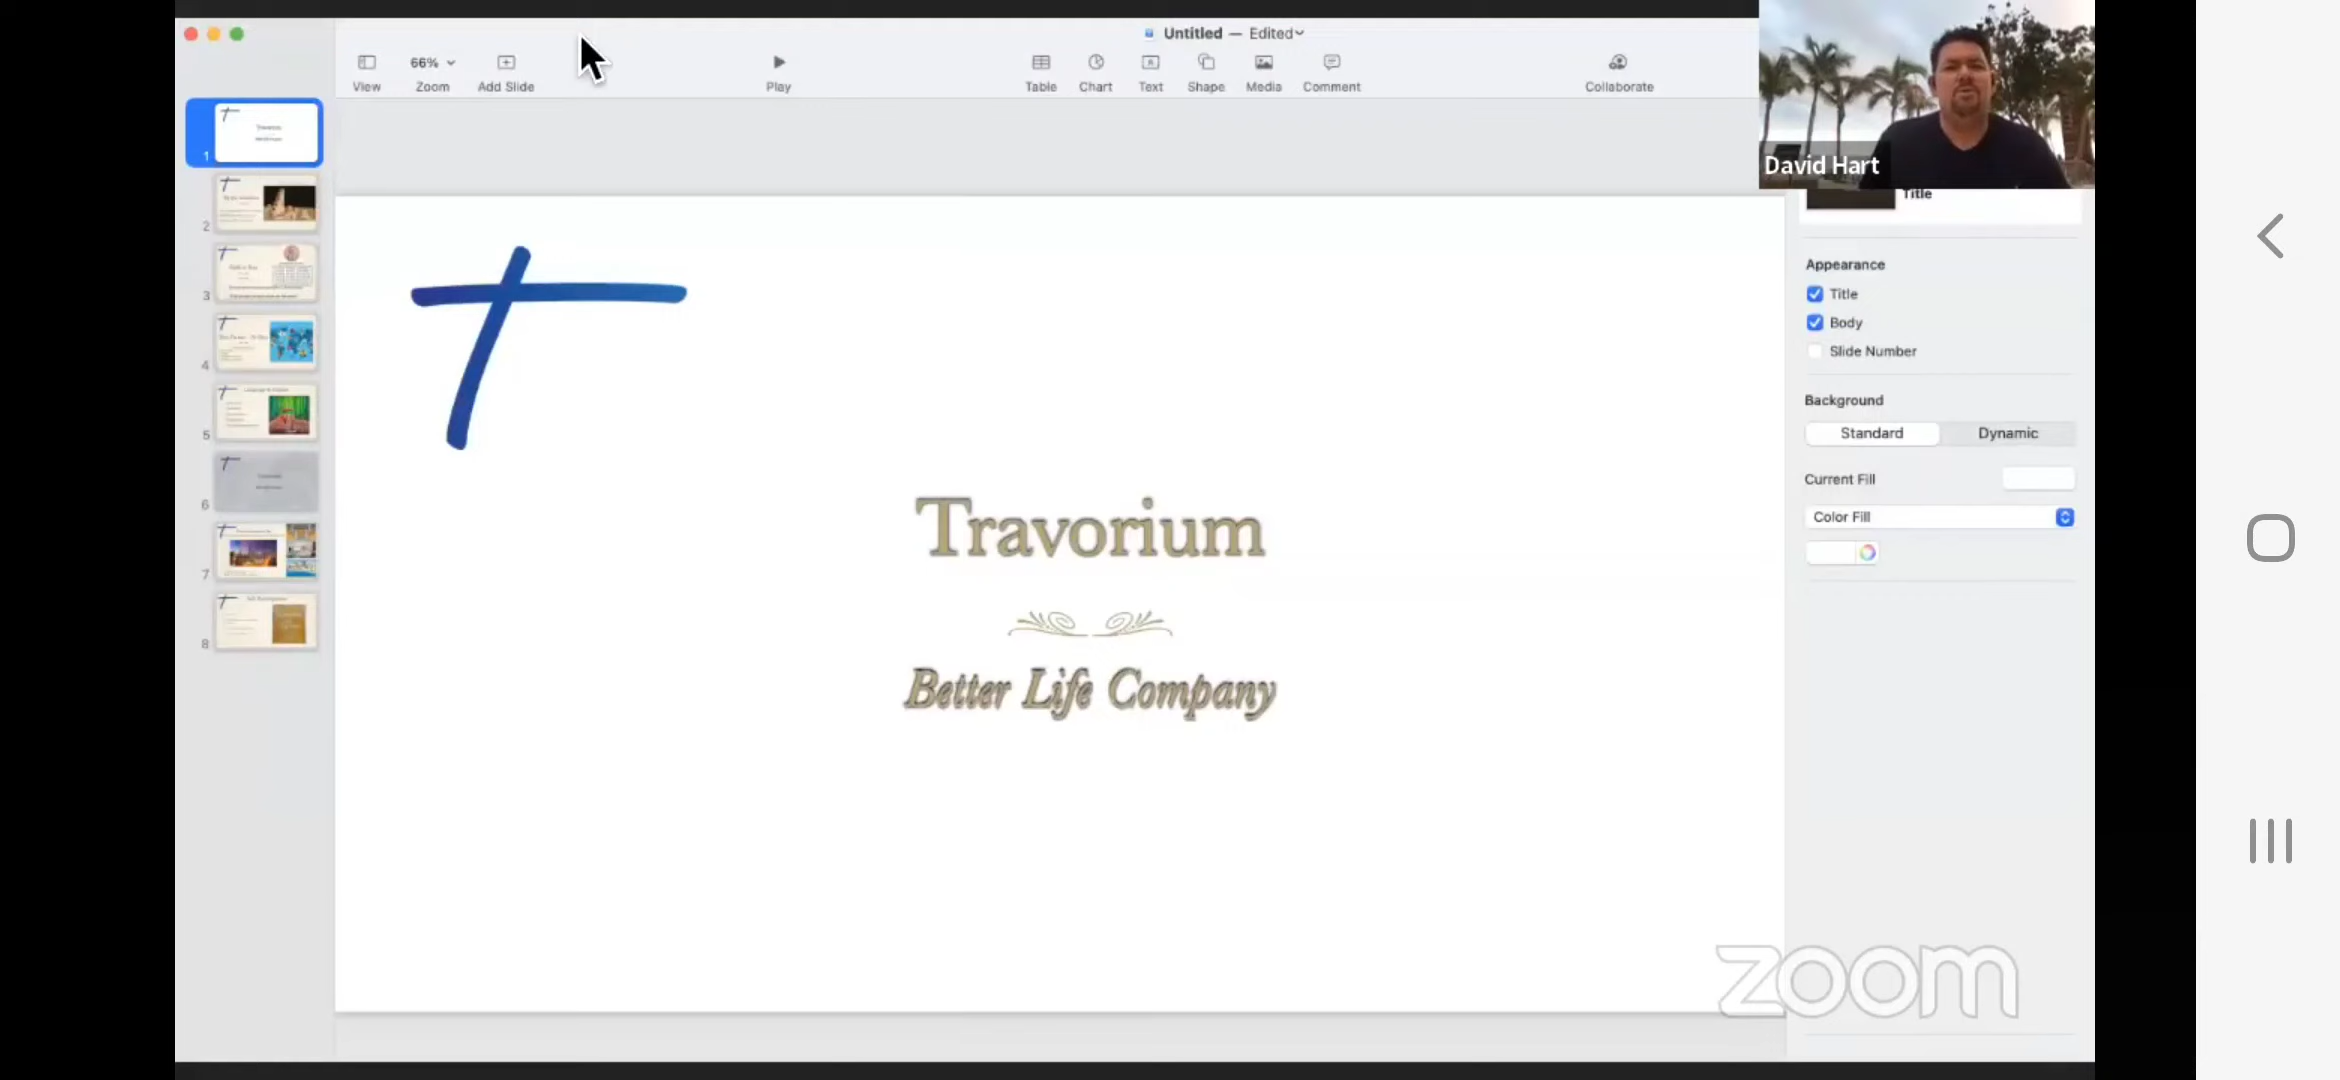 Untitled — Edited
66%
View
Zoom
Add Slide
Play
Table
Chart
Text
Shape
Media
Comment
Collaborate
David Hart
Title
1
2
3
4
5
6
7
8
Travorium
Better Life Company
Appearance
Title
Body
Slide Number
Background
Standard
Dynamic
Current Fill
Color Fill
zoom